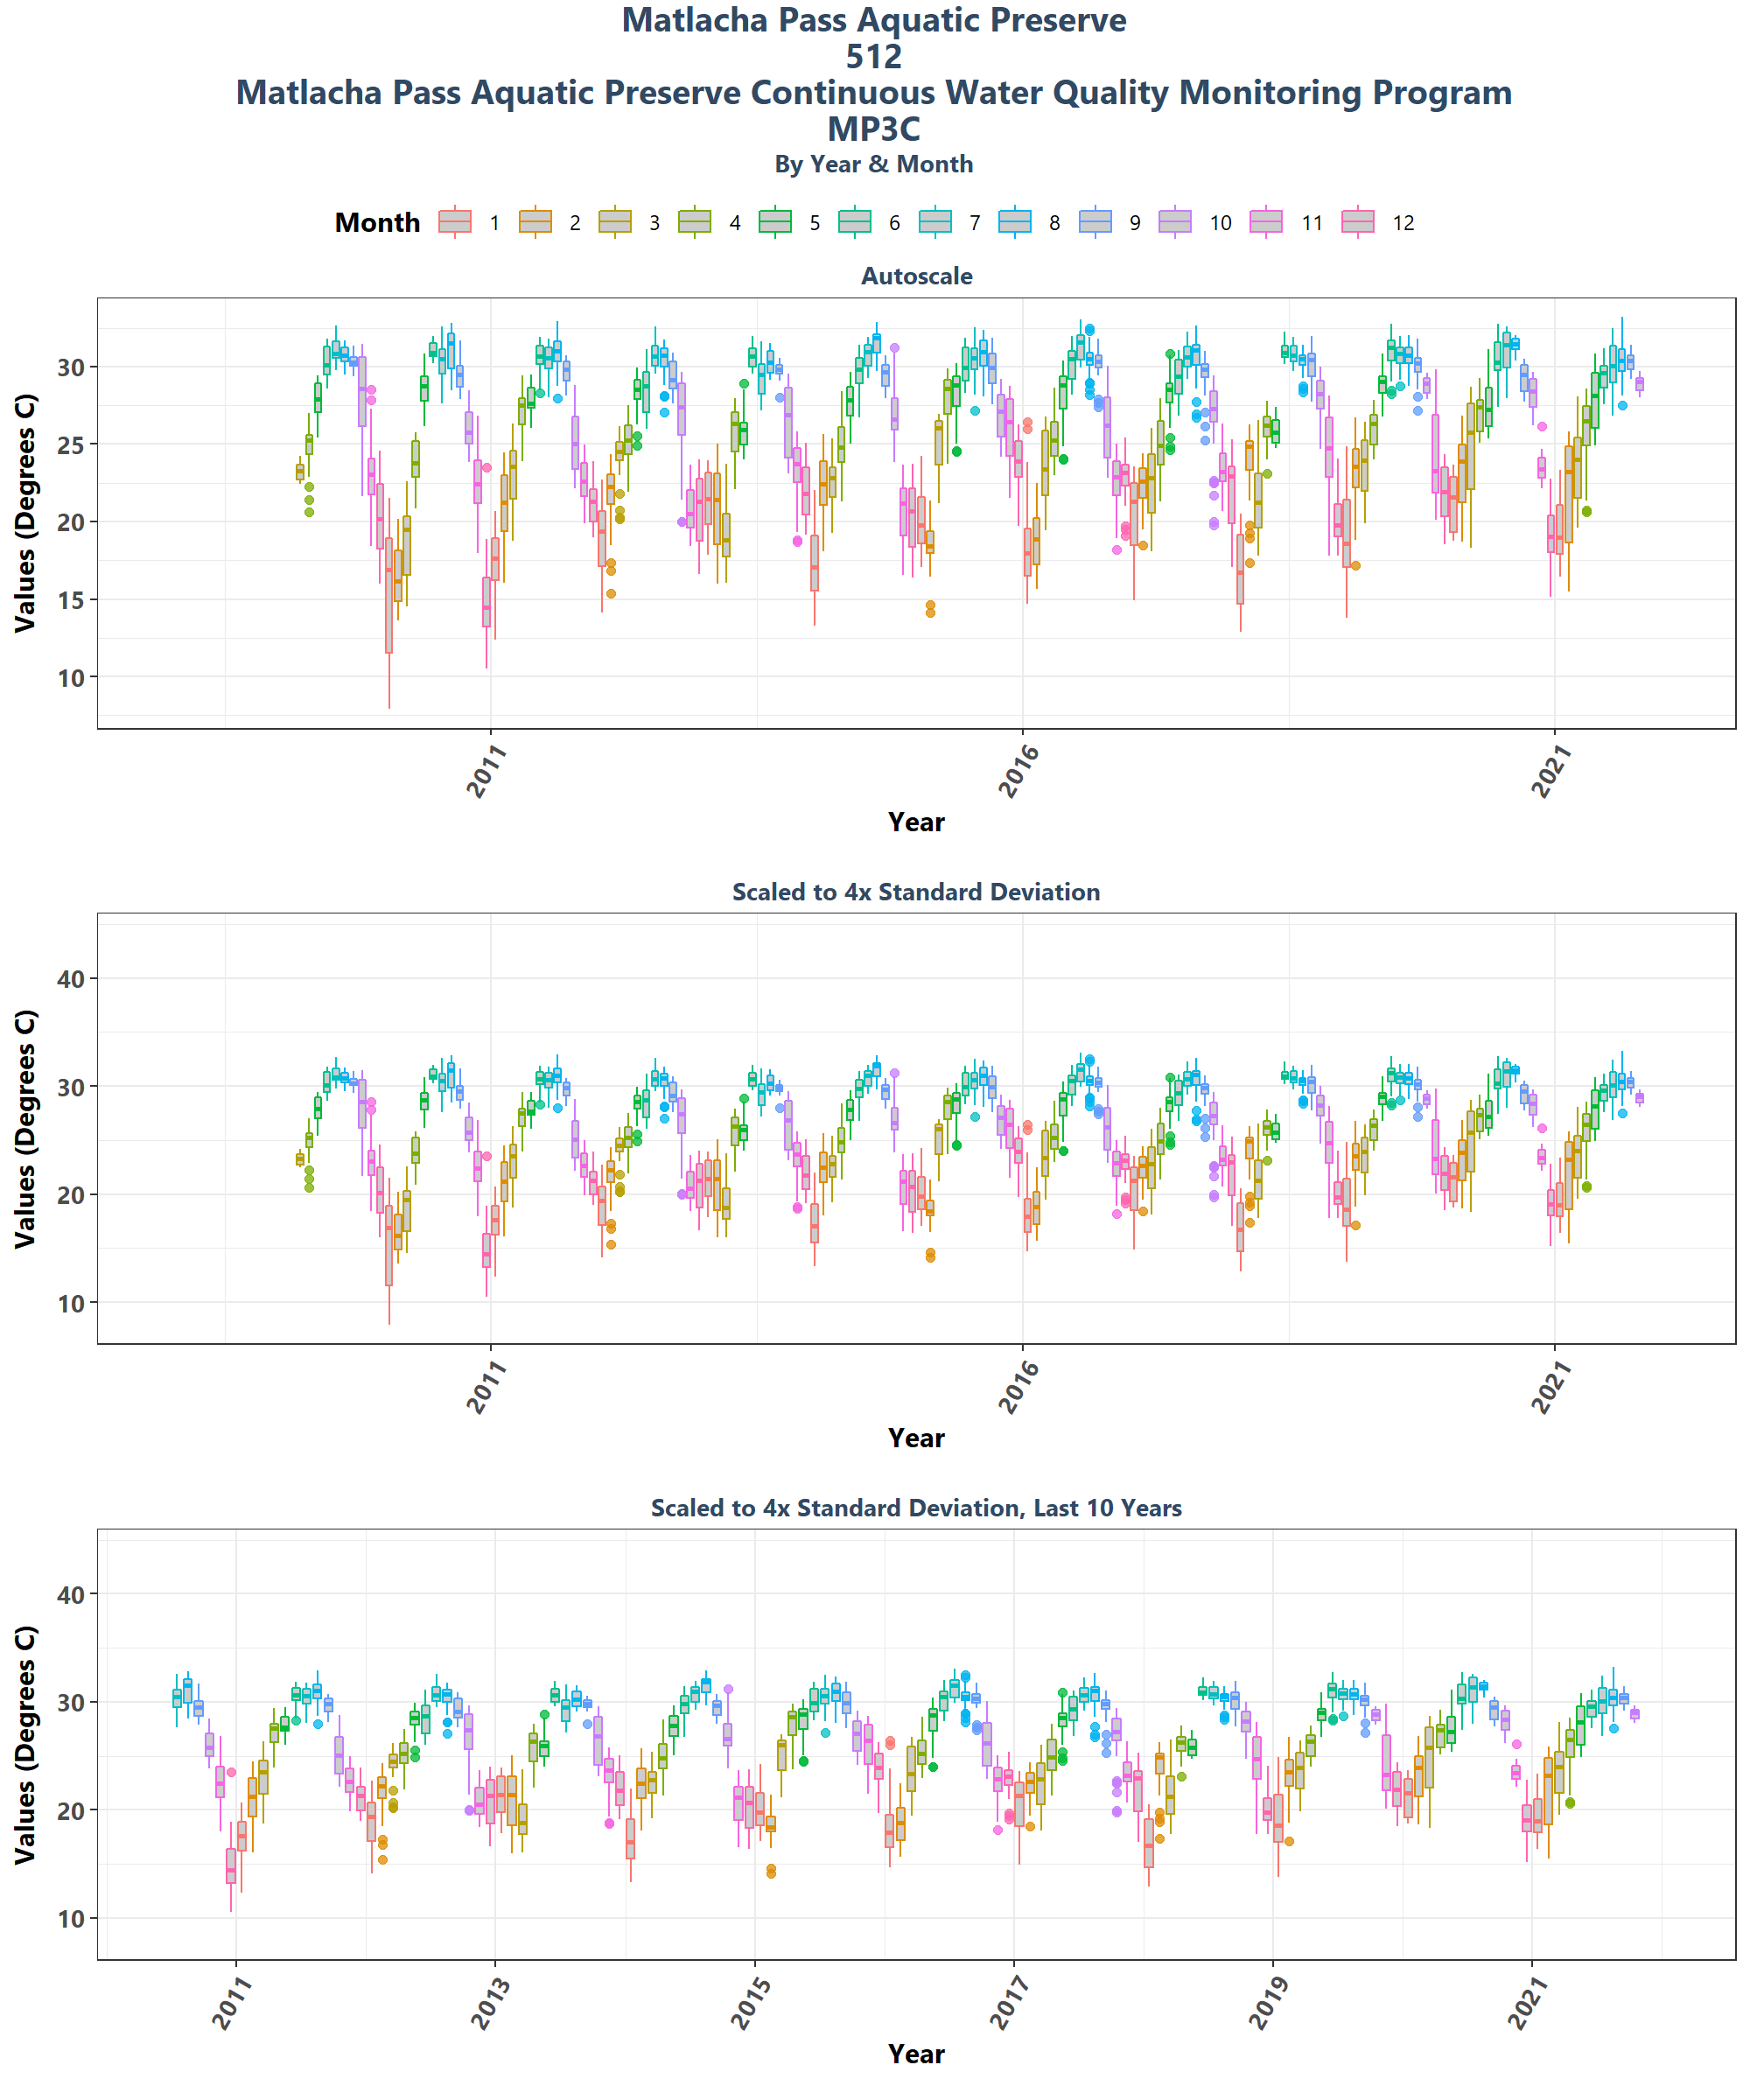 Matlacha Pass Aquatic Preserve
512
Matlacha Pass Aquatic Preserve Continuous Water Quality Monitoring Program
MP3C
By Year & Month
Month 1 2 3 4 5 6 7 8 9 10 11 12
Autoscale
Values (Degrees C)
30
25
20
15
10
2011 2016 2021
Year
Scaled to 4x Standard Deviation
Values (Degrees C)
40
30
20
10
2011 2016 2021
Year
Scaled to 4x Standard Deviation, Last 10 Years
Values (Degrees C)
40
30
20
10
2011 2013 2015 2017 2019 2021
Year